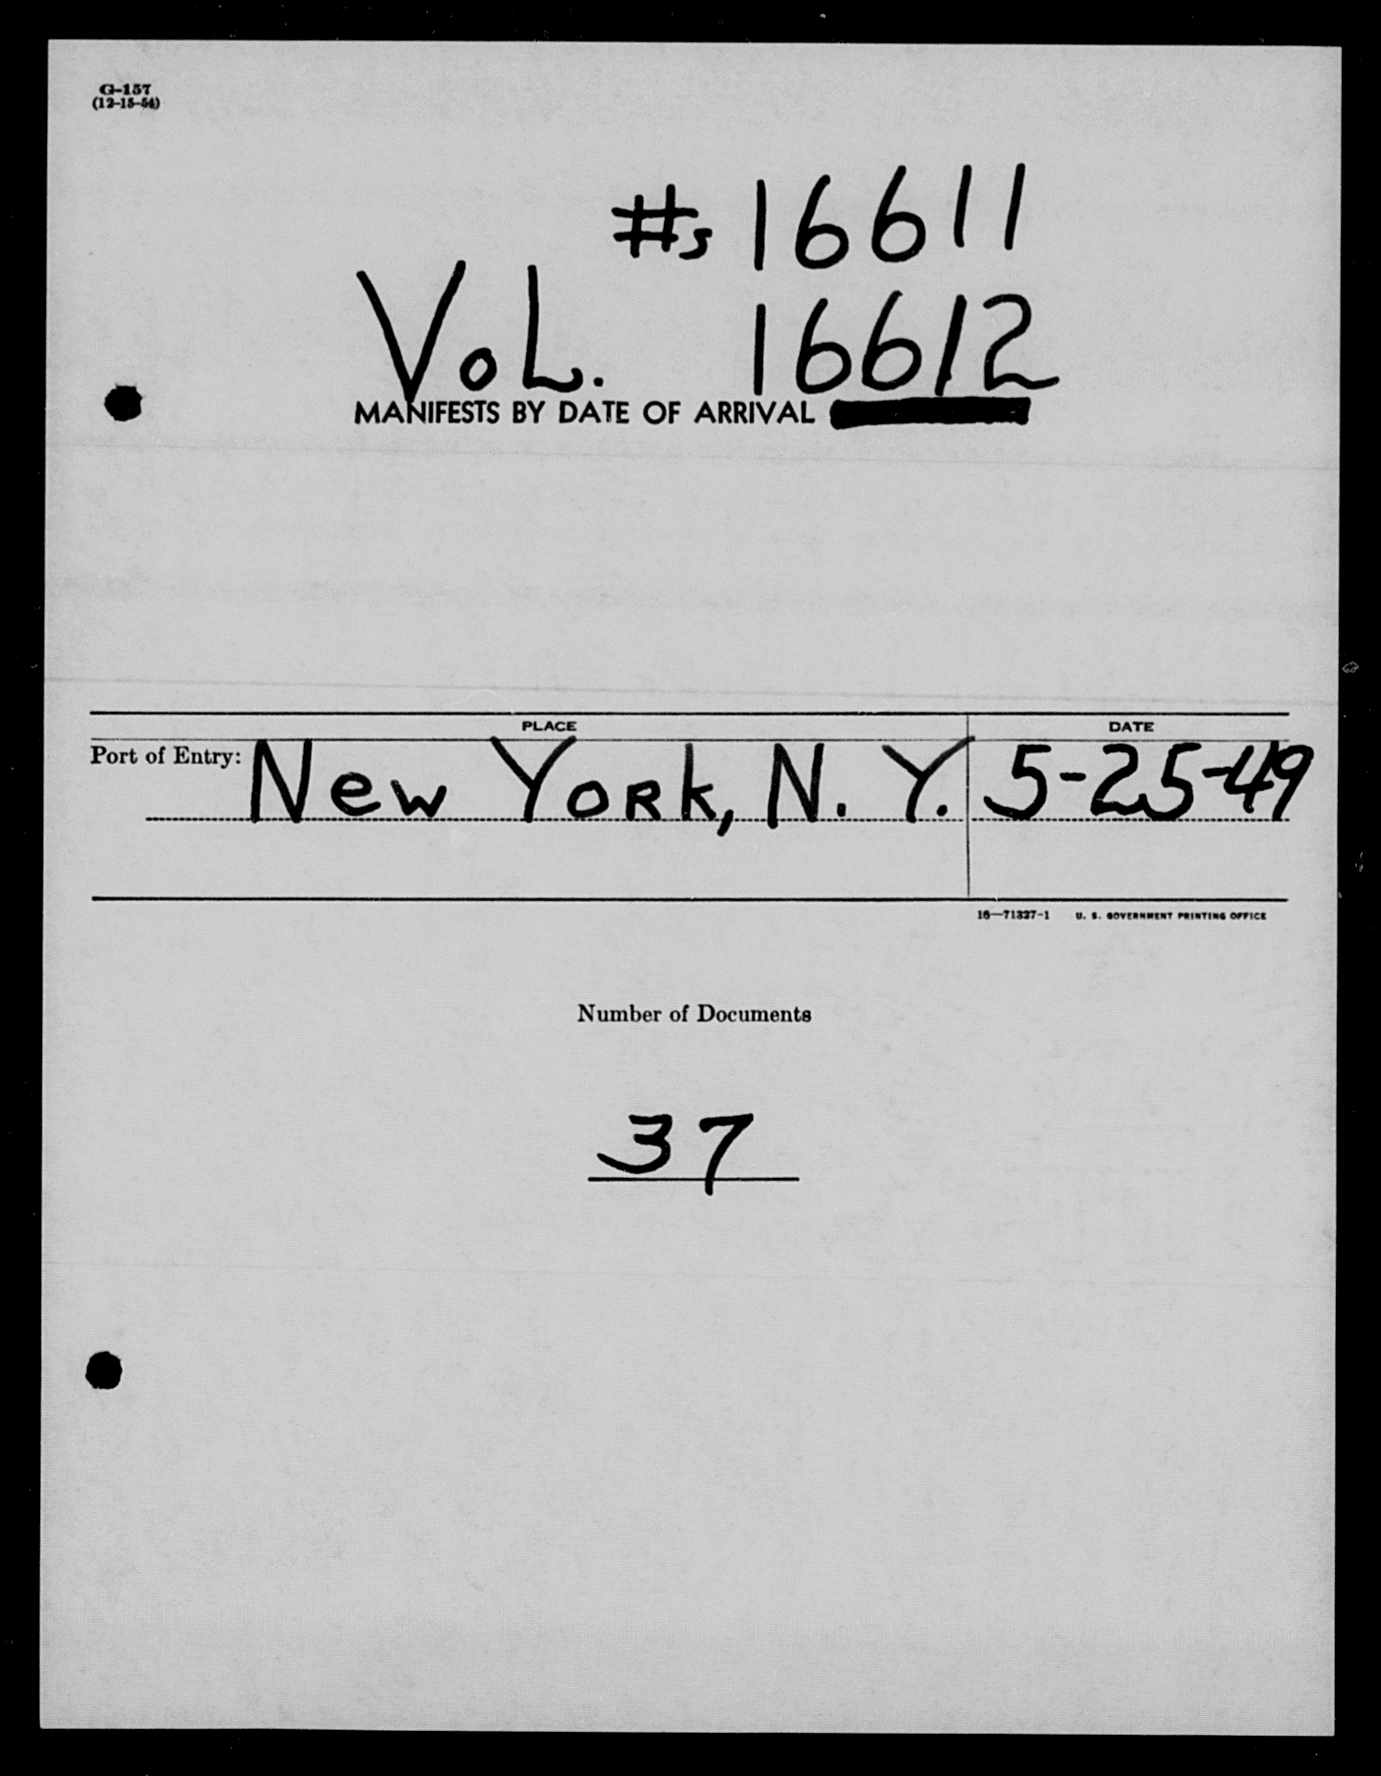 G-157
(12-15-54)
#s 16611
VoL. 16612
MANIFESTS BY DATE OF ARRIVAL
PLACE DATE
Port of Entry: New YORk, N. Y. 5-25-49
16—71327-1 U. S. GOVERNMENT PRINTING OFFICE
Number of Documents
37